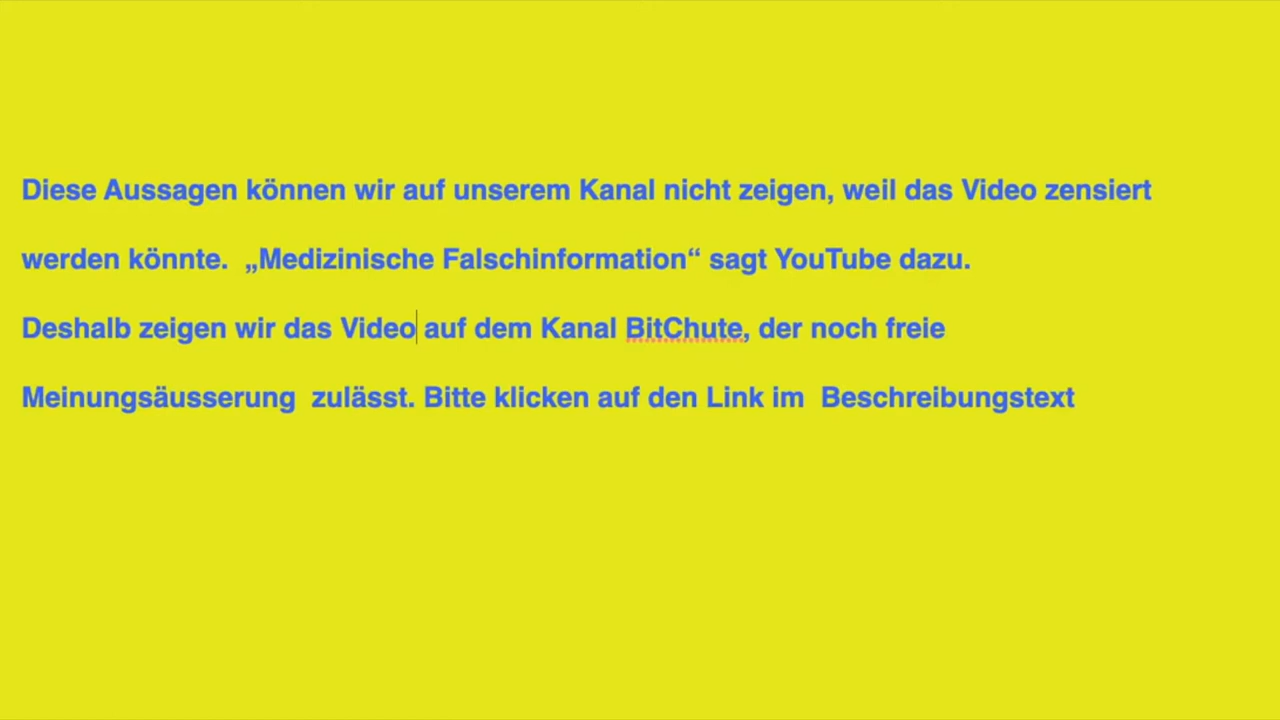 Diese Aussagen können wir auf unserem Kanal nicht zeigen, weil das Video zensiert
werden könnte.  „Medizinische Falschinformation“ sagt YouTube dazu.
Deshalb zeigen wir das Video auf dem Kanal BitChute, der noch freie
Meinungsäusserung  zulässt. Bitte klicken auf den Link im  Beschreibungstext